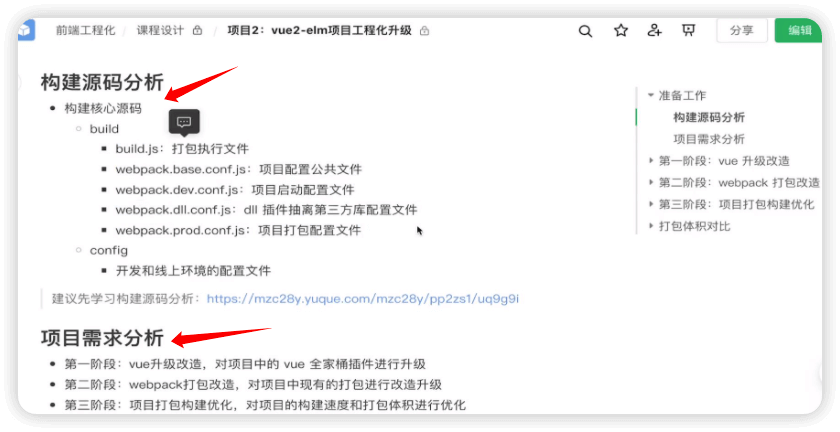 前端工程化 / 课程设计 / 项目2：vue2-elm项目工程化升级
分享
编辑
构建源码分析
构建核心源码
build
build.js：打包执行文件
webpack.base.conf.js：项目配置公共文件
webpack.dev.conf.js：项目启动配置文件
webpack.dll.conf.js：dll 插件抽离第三方库配置文件
webpack.prod.conf.js：项目打包配置文件
config
开发和线上环境的配置文件
建议先学习构建源码分析：https://mzc28y.yuque.com/mzc28y/pp2zs1/uq9g9i
项目需求分析
第一阶段：vue升级改造，对项目中的 vue 全家桶插件进行升级
第二阶段：webpack打包改造，对项目中现有的打包进行改造升级
第三阶段：项目打包构建优化，对项目的构建速度和打包体积进行优化
准备工作
构建源码分析
项目需求分析
第一阶段：vue 升级改造
第二阶段：webpack 打包改造
第三阶段：项目打包构建优化
打包体积对比